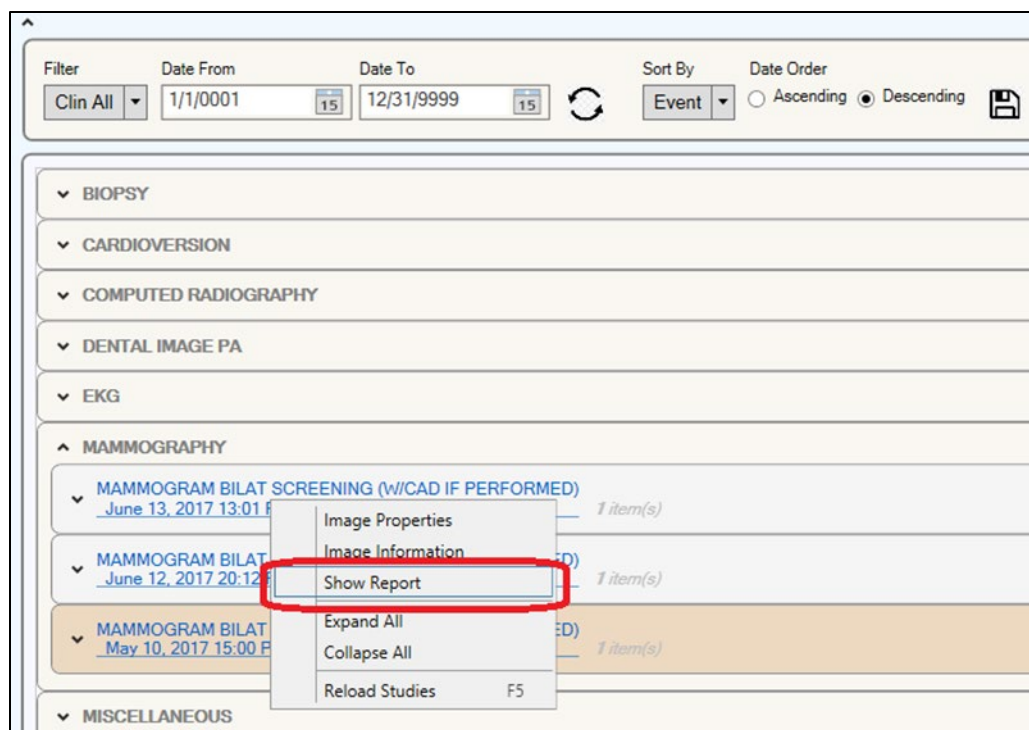 Filter Date From Date To Sort By Date Order
Clin All 1/1/0001 15 12/31/9999 15 Event Ascending Descending
BIOPSY
CARDIOVERSION
COMPUTED RADIOGRAPHY
DENTAL IMAGE PA
EKG
MAMMOGRAPHY
MAMMOGRAM BILAT SCREENING (W/CAD IF PERFORMED)
June 13, 2017 13:01 1 item(s)
Image Properties
Image Information
MAMMOGRAM BILAT ED)
June 12, 2017 20:12 1 item(s)
Show Report
Expand All
MAMMOGRAM BILAT ED)
May 10, 2017 15:00 P 1 item(s)
Collapse All
Reload Studies F5
MISCELLANEOUS